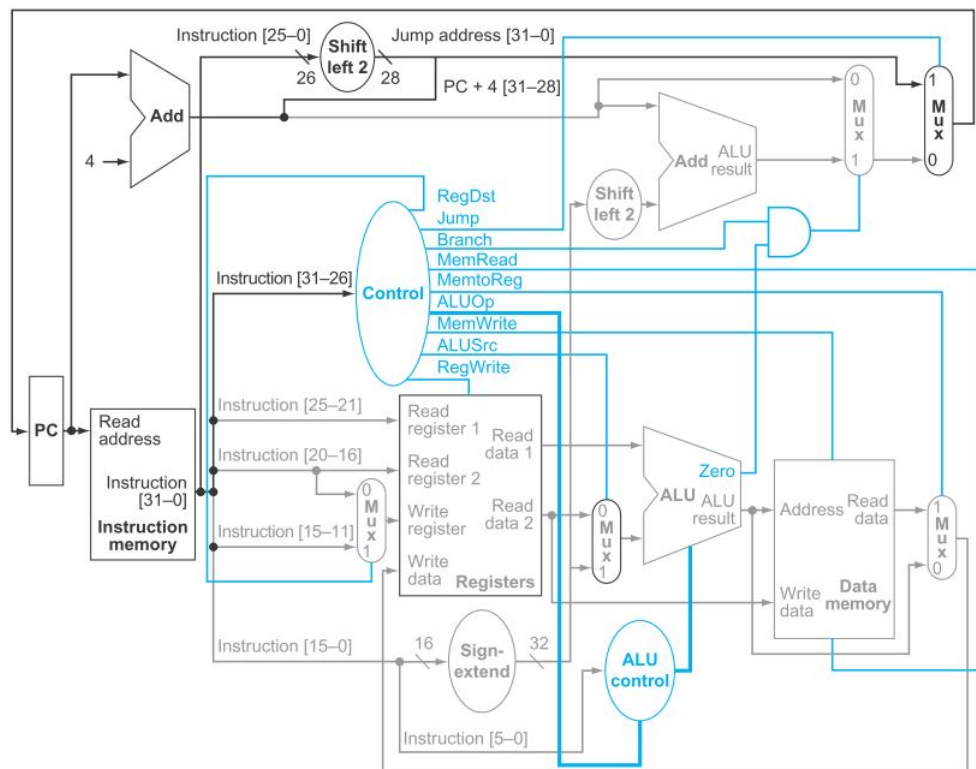 Instruction [25–0]
Shift
left 2
Jump address [31–0]
26
28
PC + 4 [31–28]
Add
4
0
M
u
x
1
1
M
u
x
0
Add
ALU
result
Shift
left 2
RegDst
Jump
Branch
MemRead
MemtoReg
ALUOp
MemWrite
ALUSrc
RegWrite
Instruction [31–26]
Control
PC
Read
address
Instruction
[31–0]
Instruction
memory
Instruction [25–21]
Instruction [20–16]
Instruction [15–11]
0
M
u
x
1
Read
register 1
Read
register 2
Write
register
Write
data
Read
data 1
Read
data 2
Registers
0
M
u
x
1
Zero
ALU
ALU
result
Address
Read
data
Write
data
Data
memory
1
M
u
x
0
Instruction [15–0]
16
Sign-
extend
32
ALU
control
Instruction [5–0]